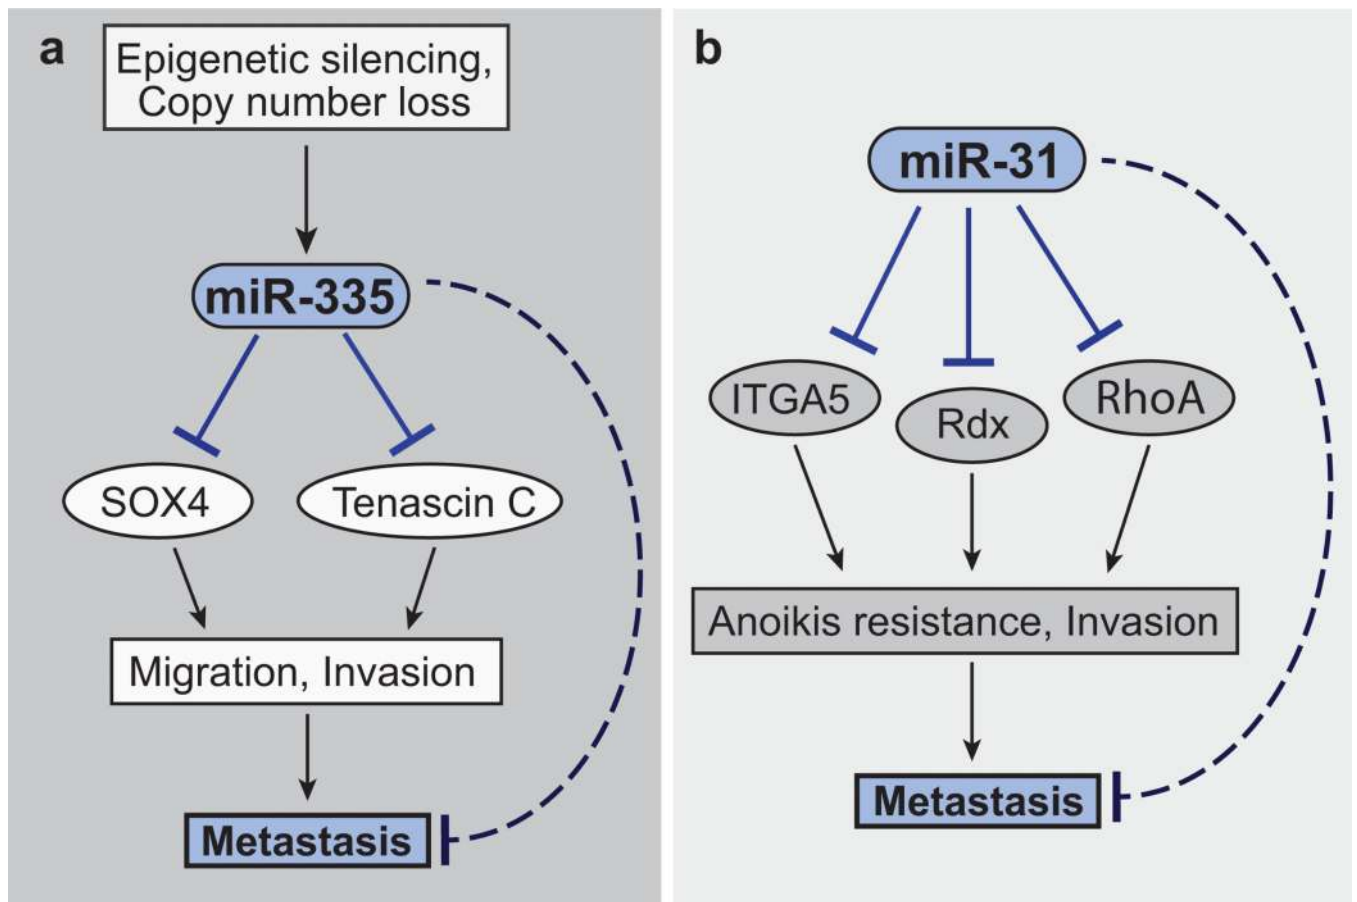 a
Epigenetic silencing,
Copy number loss
miR-335
SOX4
Tenascin C
Migration, Invasion
Metastasis
b
miR-31
ITGA5
Rdx
RhoA
Anoikis resistance, Invasion
Metastasis